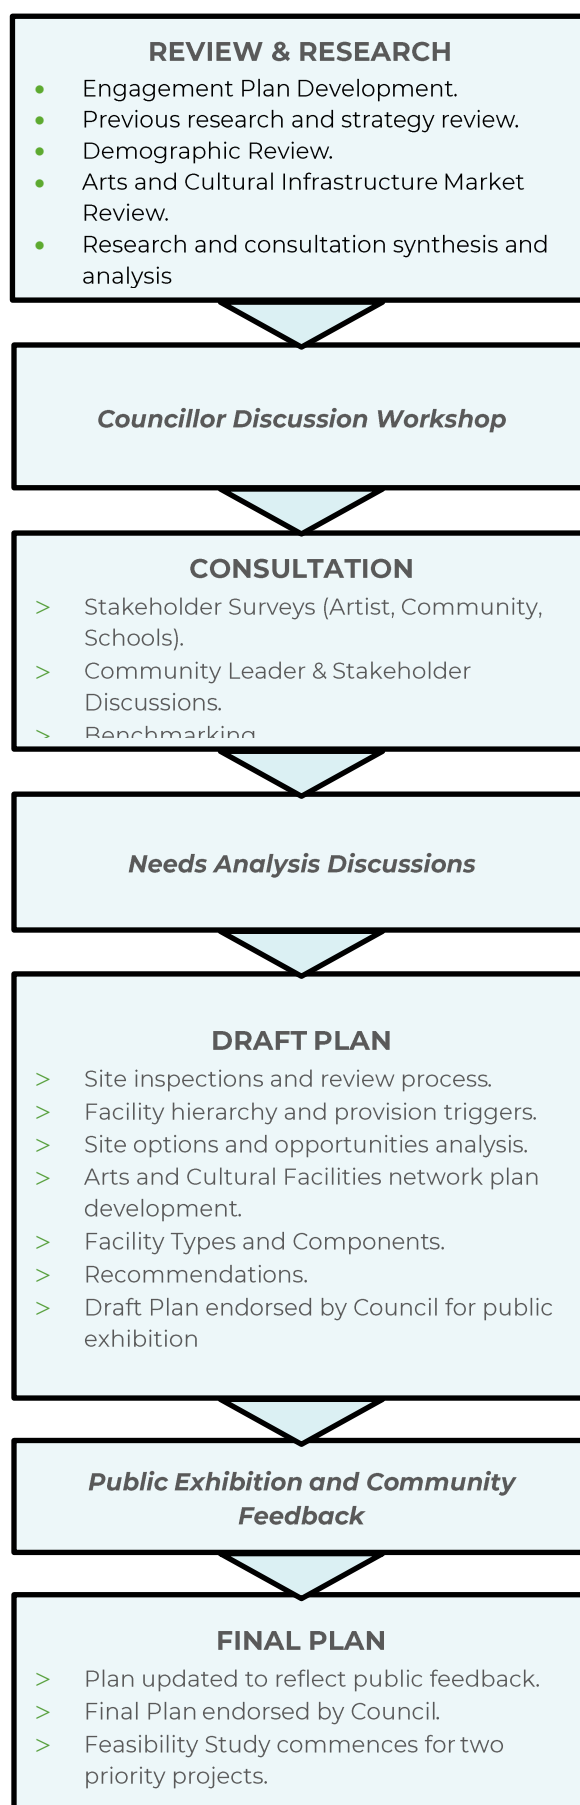 REVIEW & RESEARCH
• Engagement Plan Development.
• Previous research and strategy review.
• Demographic Review.
• Arts and Cultural Infrastructure Market
Review.
• Research and consultation synthesis and
analysis
Councillor Discussion Workshop
CONSULTATION
> Stakeholder Surveys (Artist, Community,
Schools).
> Community Leader & Stakeholder
Discussions.
> Benchmarking
Needs Analysis Discussions
DRAFT PLAN
> Site inspections and review process.
> Facility hierarchy and provision triggers.
> Site options and opportunities analysis.
> Arts and Cultural Facilities network plan
development.
> Facility Types and Components.
> Recommendations.
> Draft Plan endorsed by Council for public
exhibition
Public Exhibition and Community
Feedback
FINAL PLAN
> Plan updated to reflect public feedback.
> Final Plan endorsed by Council.
> Feasibility Study commences for two
priority projects.